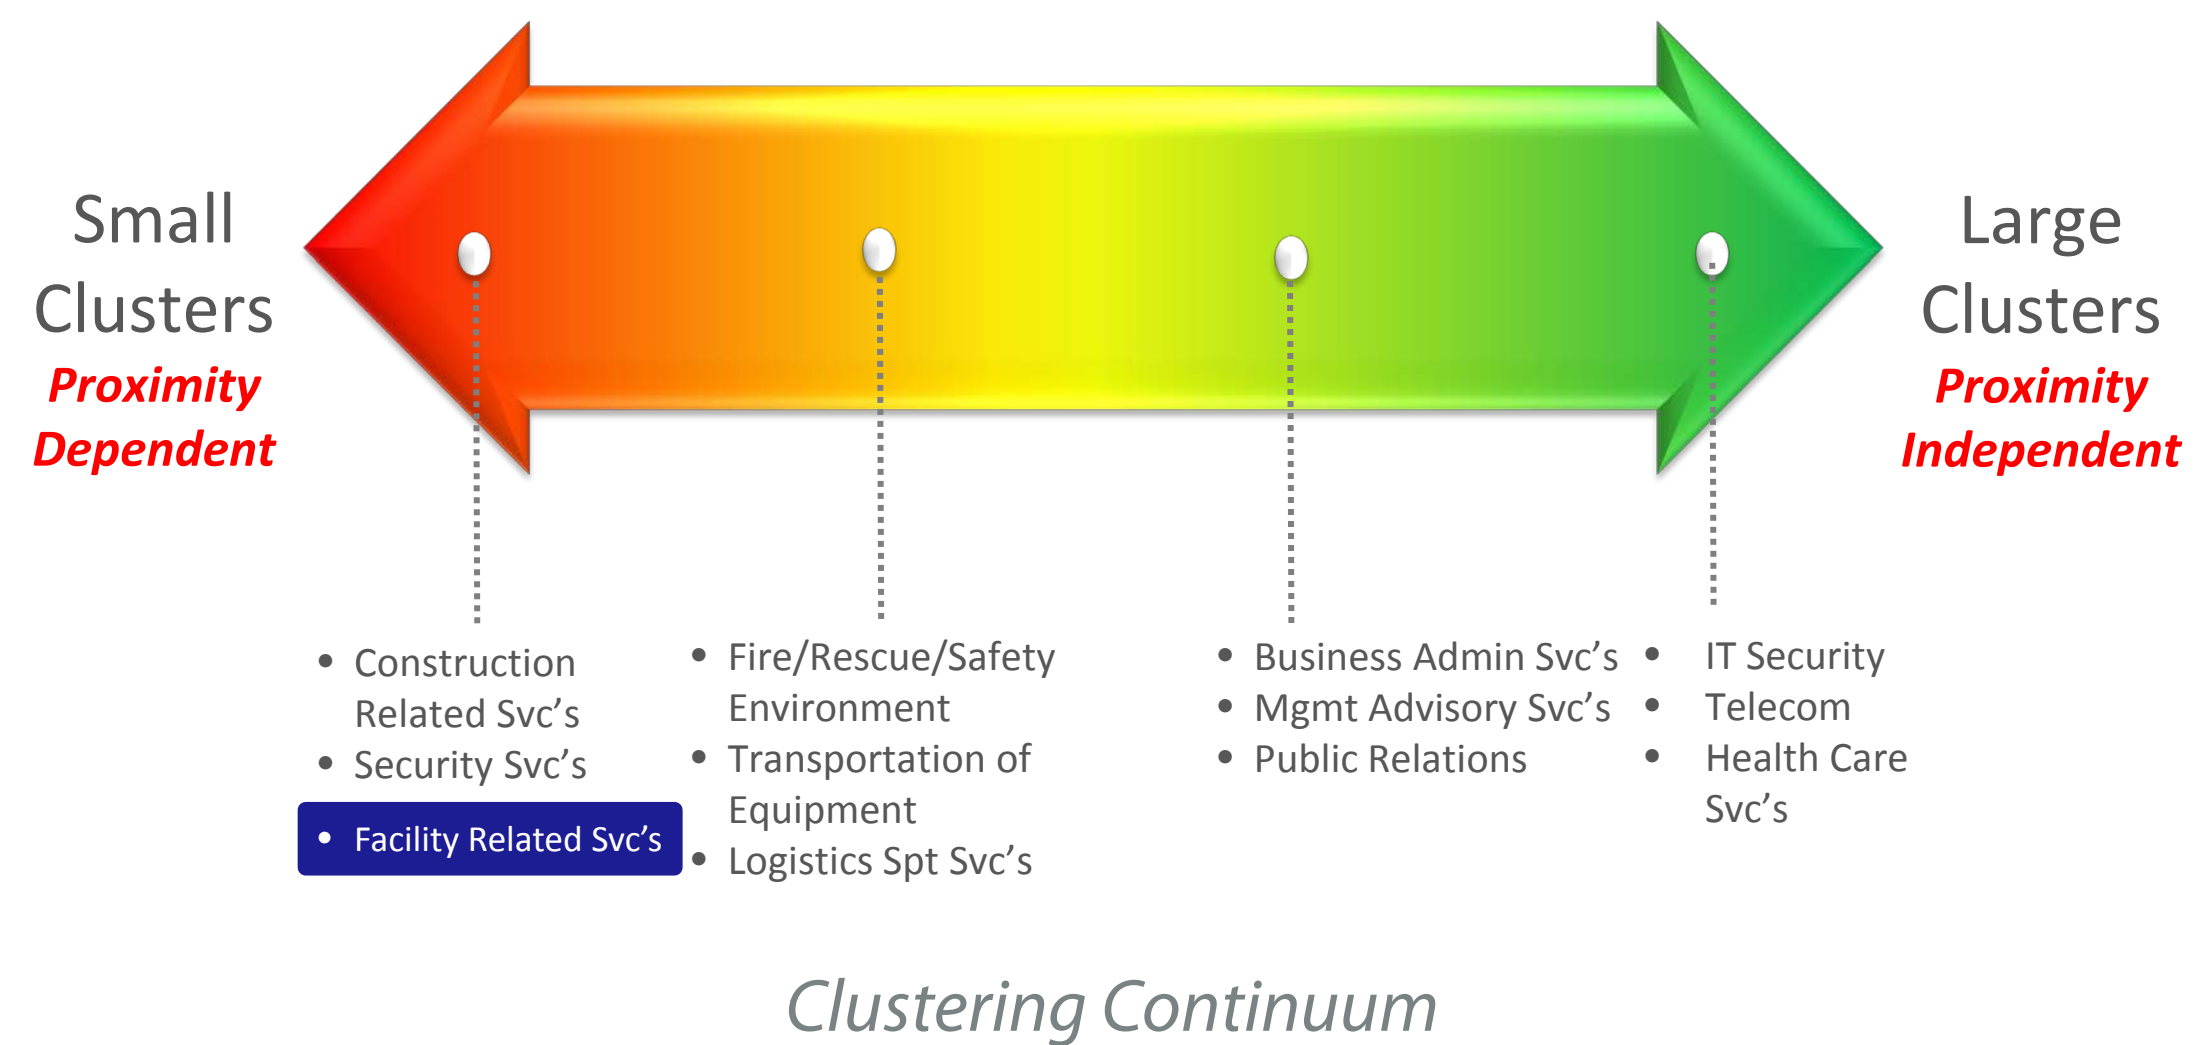 Small
Clusters
Proximity
Dependent
Large
Clusters
Proximity
Independent
• Construction
Related Svc’s
• Security Svc’s
• Facility Related Svc’s
• Fire/Rescue/Safety
Environment
• Transportation of
Equipment
• Logistics Spt Svc’s
• Business Admin Svc’s
• Mgmt Advisory Svc’s
• Public Relations
• IT Security
• Telecom
• Health Care
Svc’s
Clustering Continuum